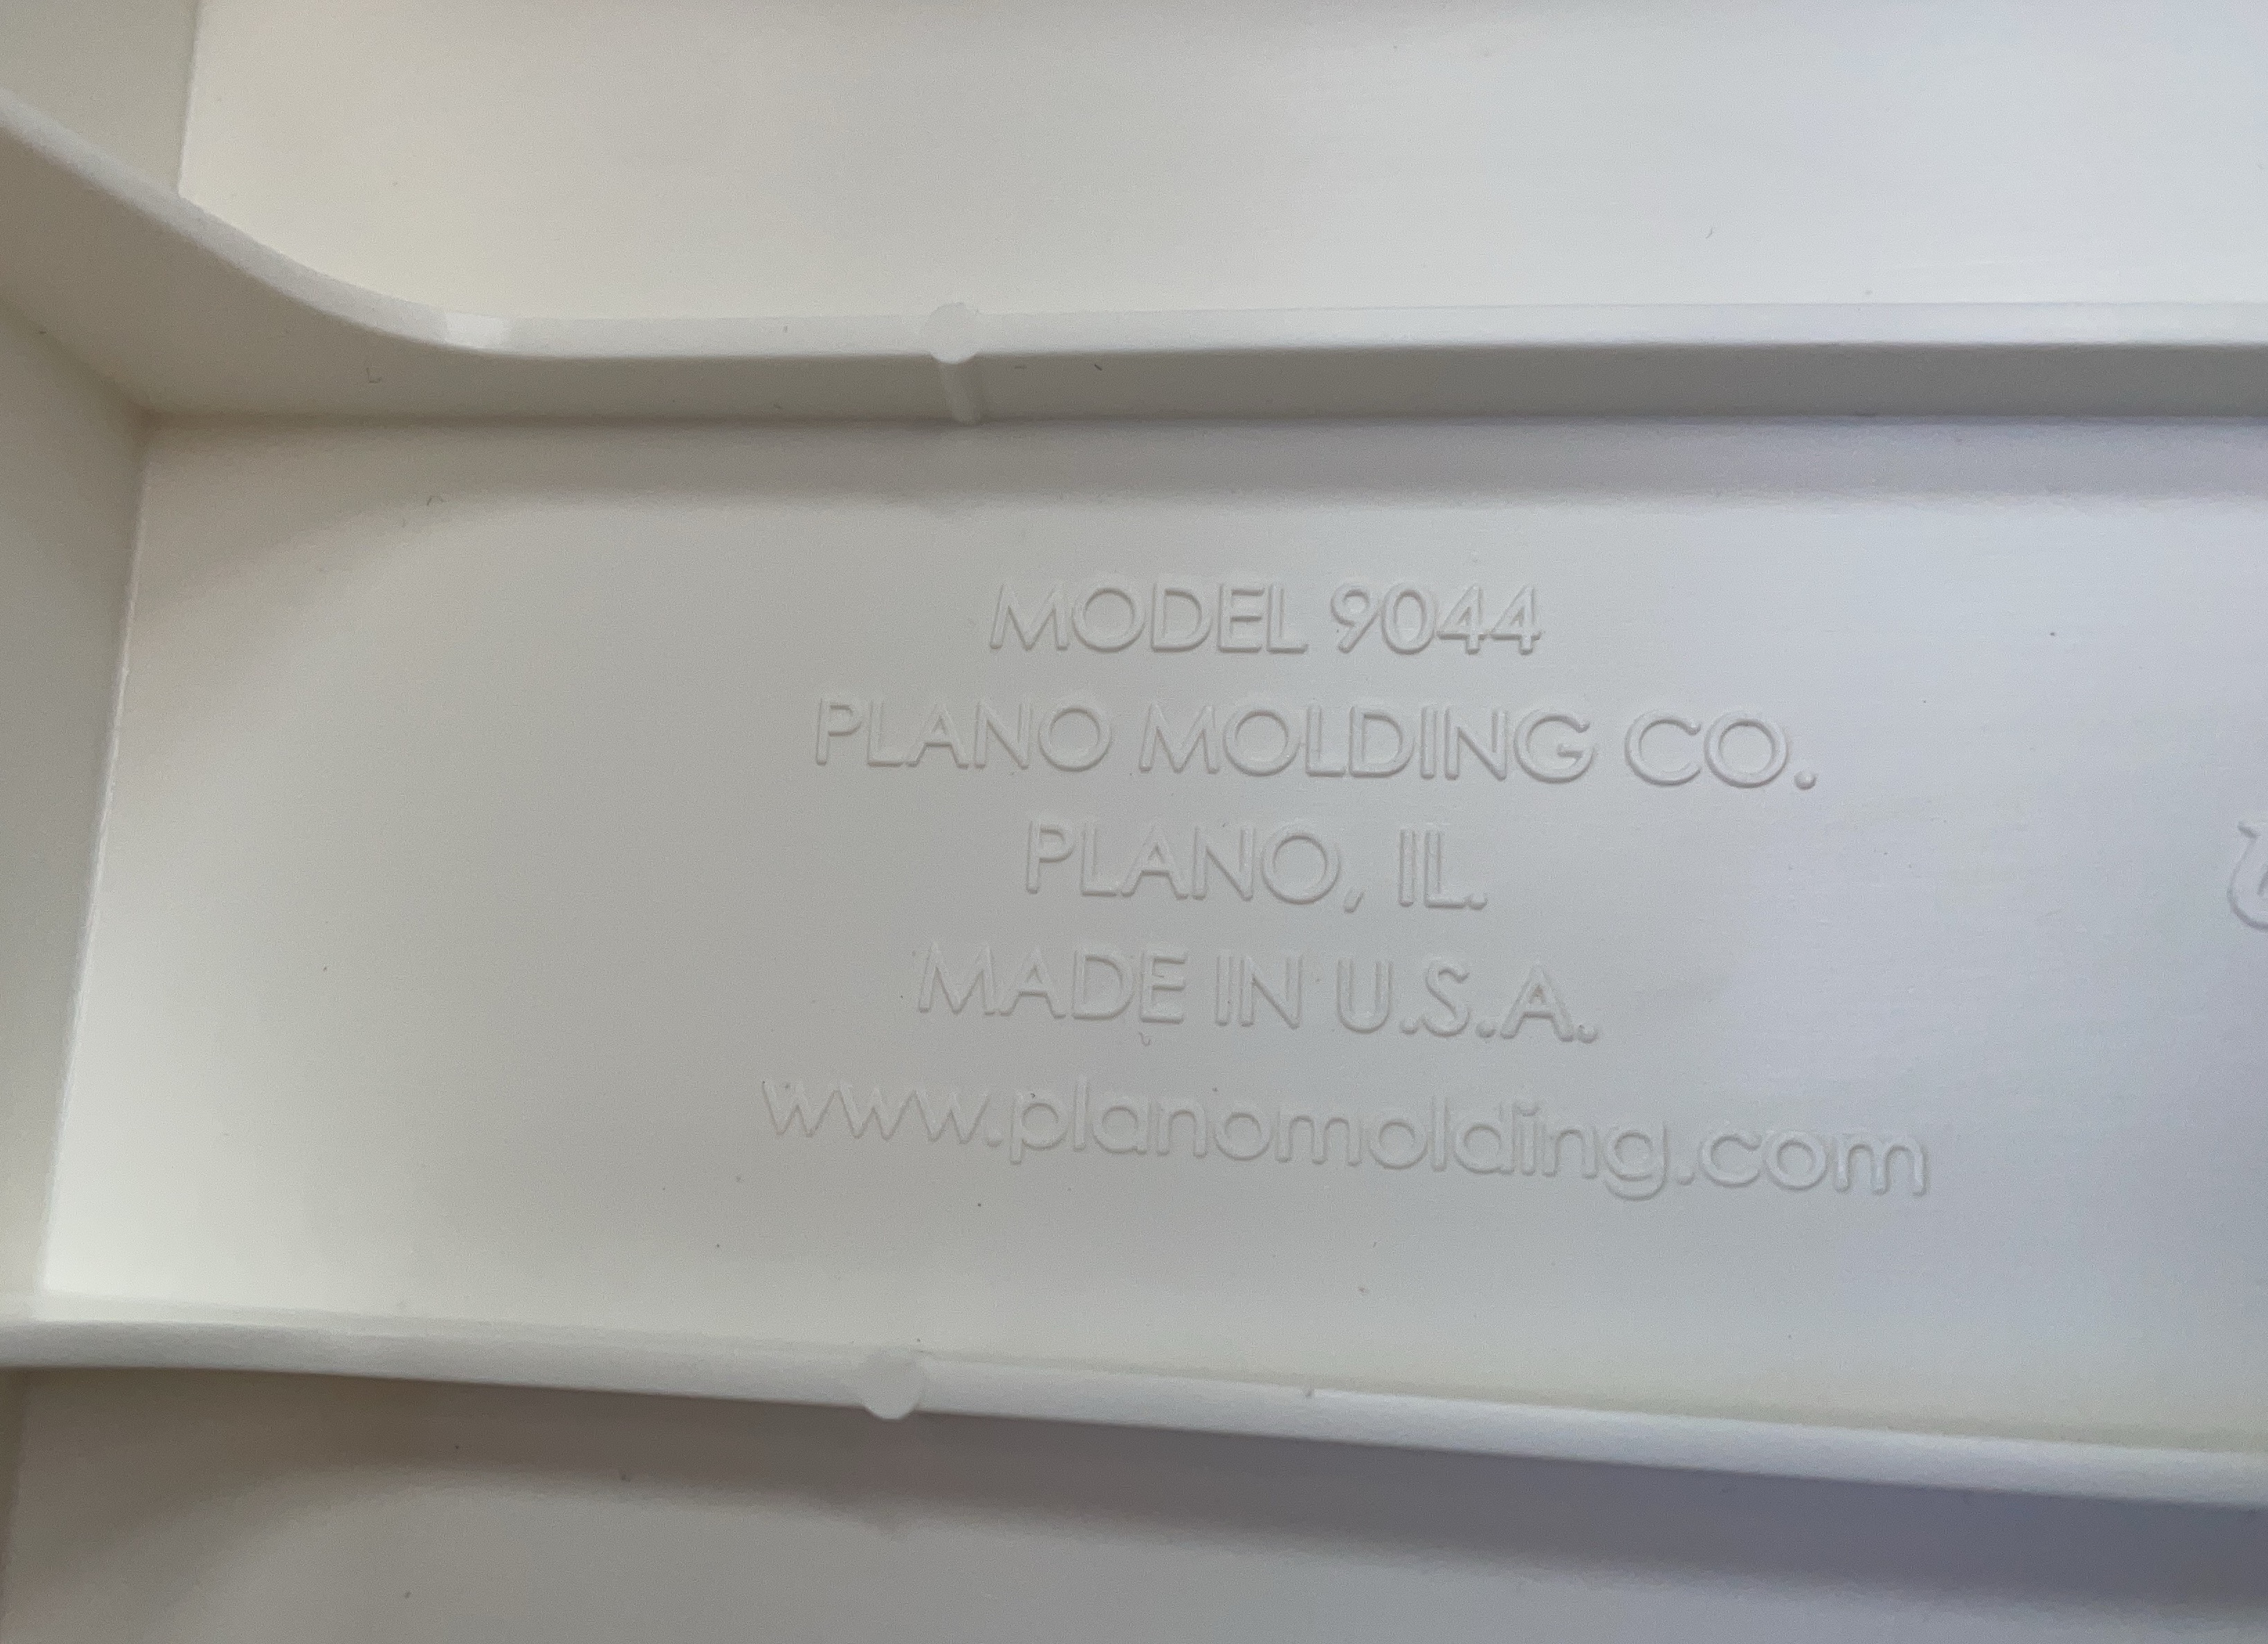 MODEL 9044
PLANO MOLDING CO.
PLANO, IL.
MADE IN U.S.A.
www.planomolding.com